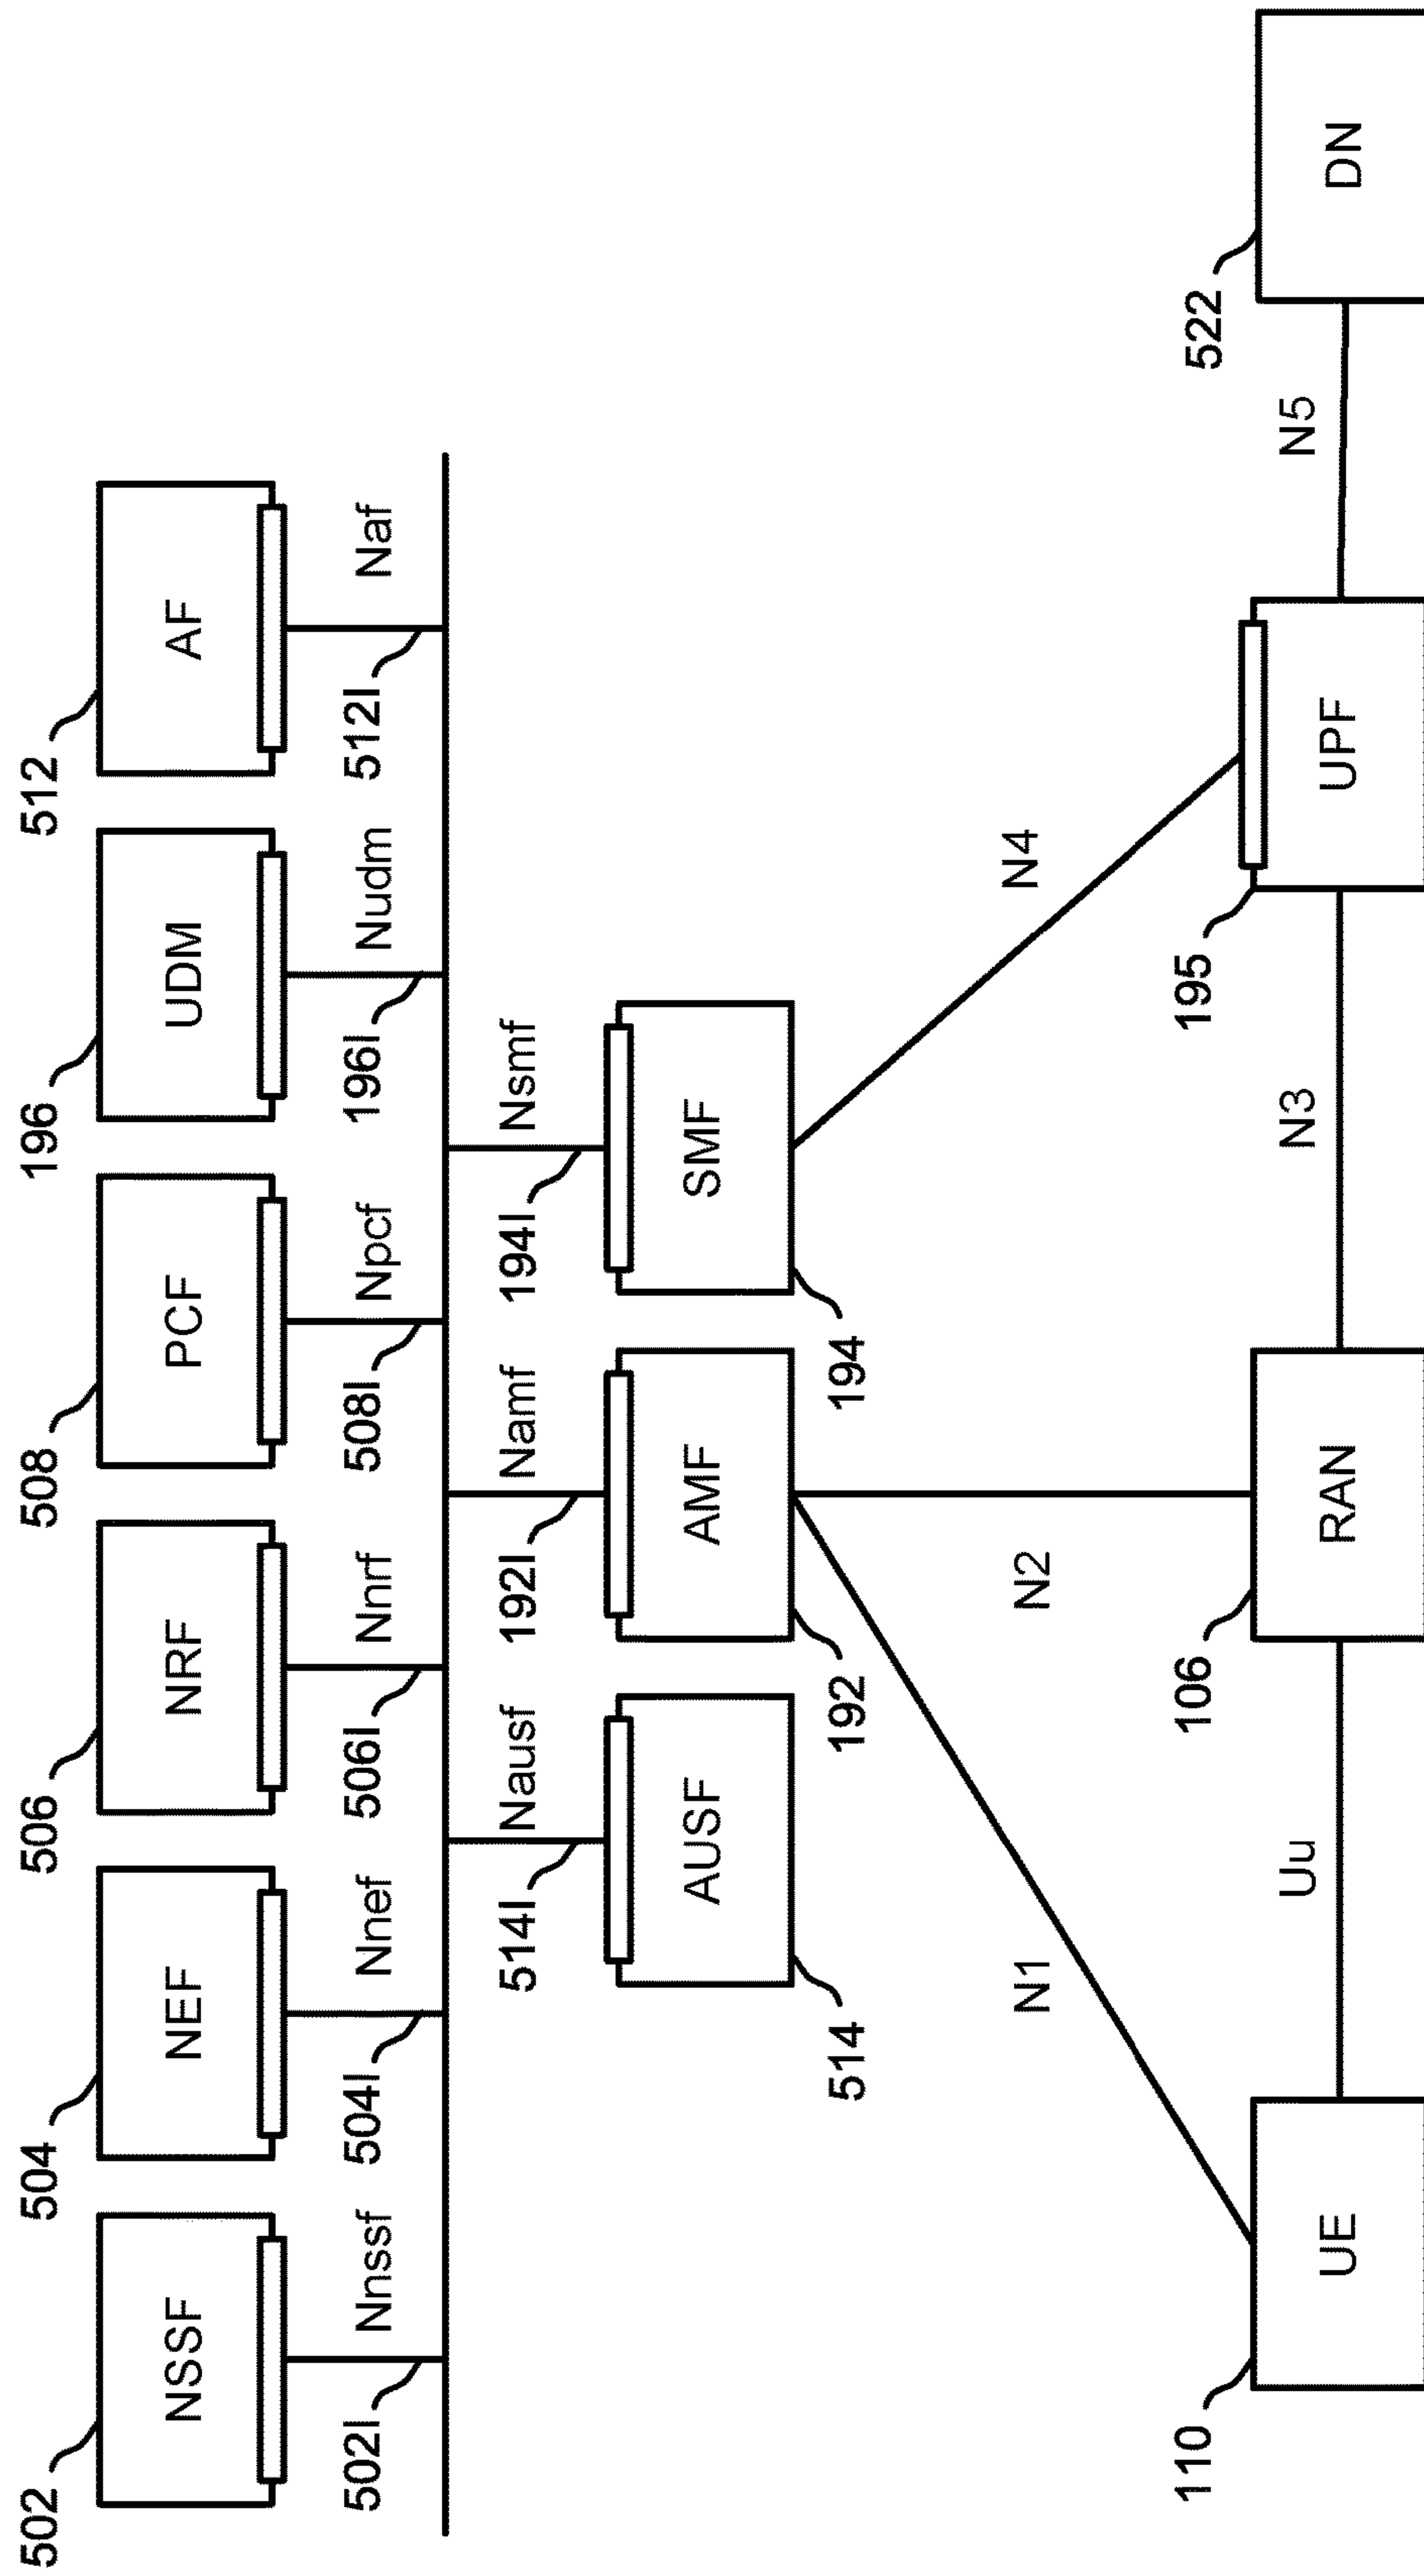 502
504
506
508
196
512
NSSF
NEF
NRF
PCF
UDM
AF
502I
Nnssf
504I
Nnef
506I
Nnrf
508I
Npcf
196I
Nudm
512I
Naf
514I
Nausf
192I
Namf
194I
Nsmf
AUSF
AMF
SMF
514
192
194
N1
N2
N4
110
106
195
522
UE
Uu
RAN
N3
UPF
N5
DN